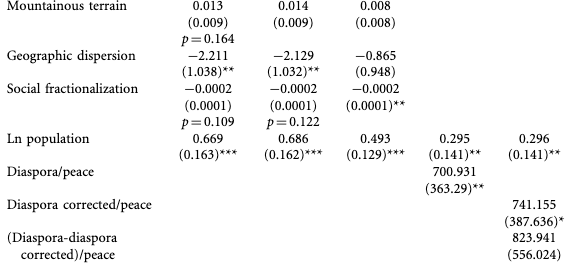 Mountainous terrain 0.013 0.014 0.008
(0.009) (0.009) (0.008)
p = 0.164
Geographic dispersion −2.211 −2.129 −0.865
(1.038)** (1.032)** (0.948)
Social fractionalization −0.0002 −0.0002 −0.0002
(0.0001) (0.0001) (0.0001)**
p = 0.109 p = 0.122
Ln population 0.669 0.686 0.493 0.295 0.296
(0.163)*** (0.162)*** (0.129)*** (0.141)** (0.141)**
Diaspora/peace 700.931
(363.29)**
Diaspora corrected/peace 741.155
(387.636)*
(Diaspora-diaspora 823.941
corrected)/peace (556.024)